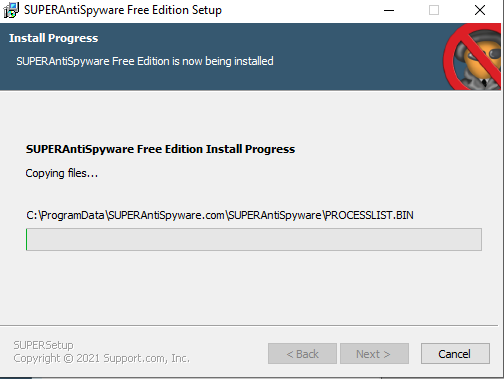 SUPERAntiSpyware Free Edition Setup
Install Progress
SUPERAntiSpyware Free Edition is now being installed
SUPERAntiSpyware Free Edition Install Progress
Copying files...
C:\ProgramData\SUPERAntiSpyware.com\SUPERAntiSpyware\PROCESSLIST.BIN
SUPERSetup
Copyright © 2021 Support.com, Inc.
< Back Next > Cancel